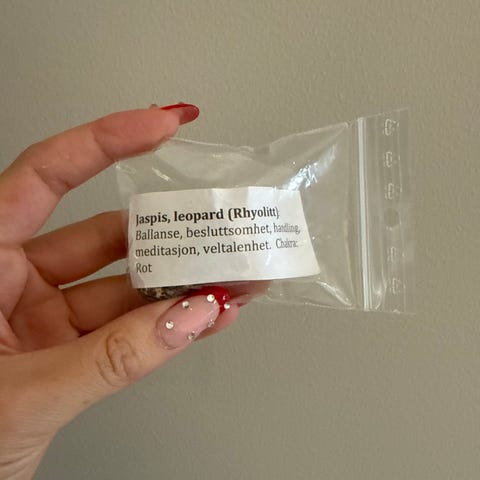 Jaspis, leopard (Rhyolitt)
Ballanse, besluttsomhet, handling,
meditasjon, veltalenhet. Chakra:
Rot